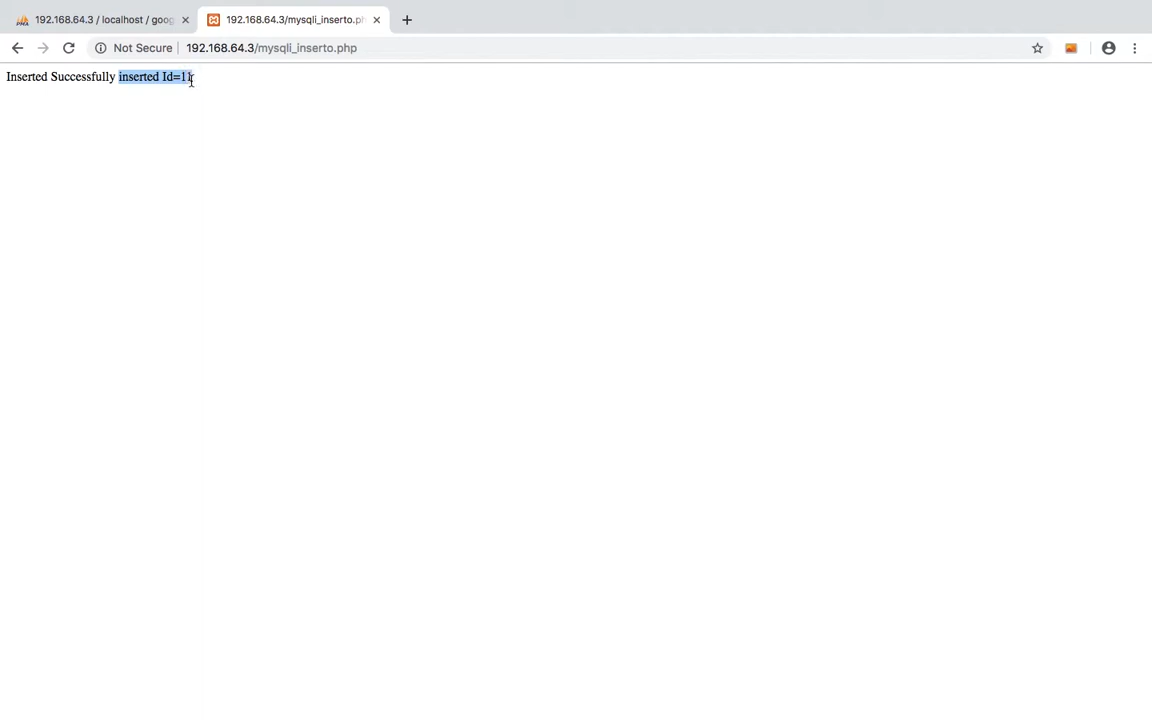 192.168.64.3 / localhost / goog
192.168.64.3/mysqli_inserto.ph
Not Secure
192.168.64.3/mysqli_inserto.php
Inserted Successfully inserted Id=11